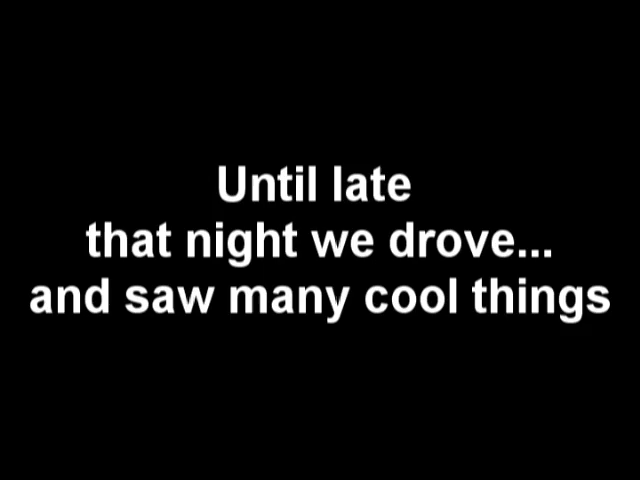 Until late
that night we drove...
and saw many cool things